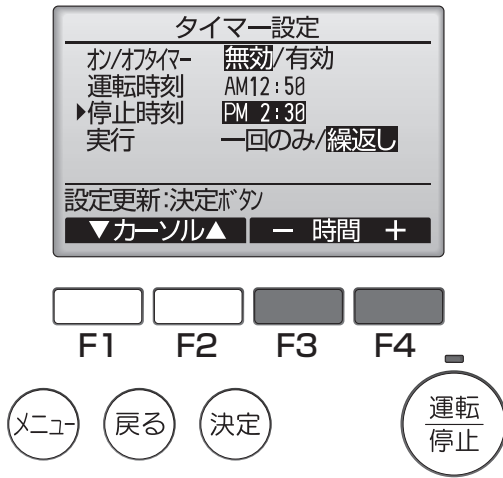 タイマー設定
オン/オフタイマー 無効/有効
運転時刻 AM12:50
▶停止時刻 PM 2:30
実行 一回のみ/繰返し
設定更新:決定ボタン
▼カーソル▲ － 時間 ＋
F1 F2 F3 F4
メニュー 戻る 決定 運転
停止